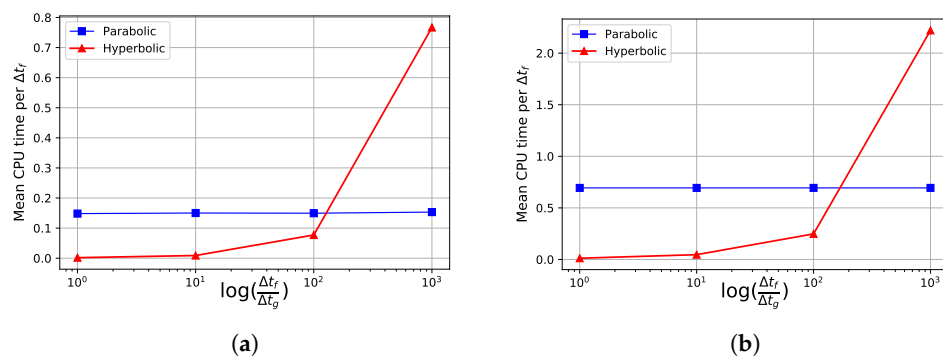 Mean CPU time per Δt_f
0.8
0.7
0.6
0.5
0.4
0.3
0.2
0.1
0.0
Parabolic
Hyperbolic
10^0
10^1
10^2
10^3
log(Δt_f/Δt_g)
(a)
Mean CPU time per Δt_f
2.0
1.5
1.0
0.5
0.0
Parabolic
Hyperbolic
10^0
10^1
10^2
10^3
log(Δt_f/Δt_g)
(b)